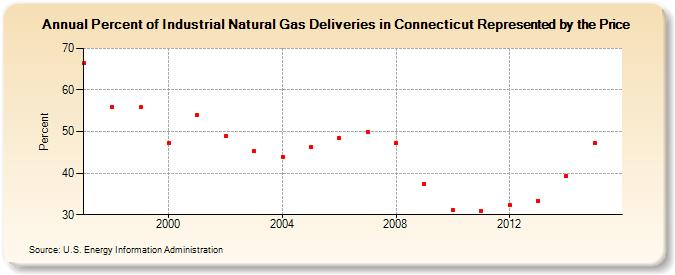 Annual Percent of Industrial Natural Gas Deliveries in Connecticut Represented by the Price
70
60
50
40
30
Percent
2000 2004 2008 2012
Source: U.S. Energy Information Administration